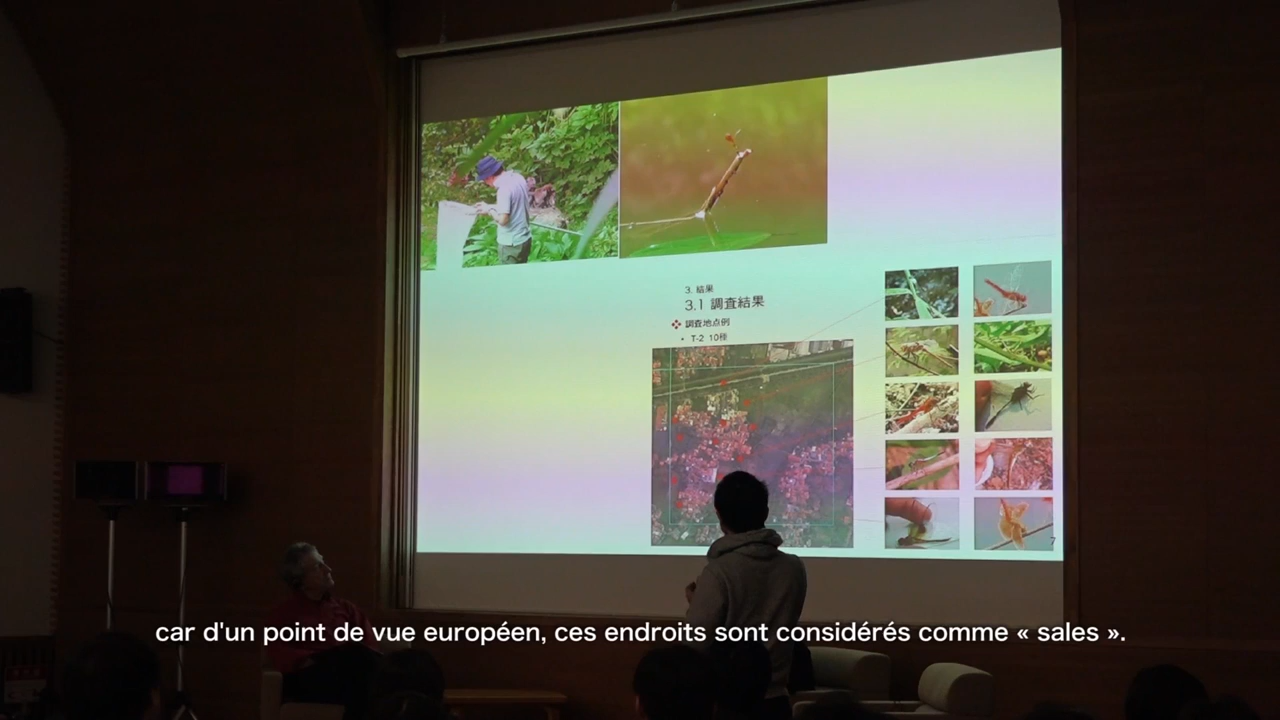 3. 結果
3.1 調査結果
調査地点例
• T-2 10種
7
car d'un point de vue européen, ces endroits sont considérés comme « sales ».